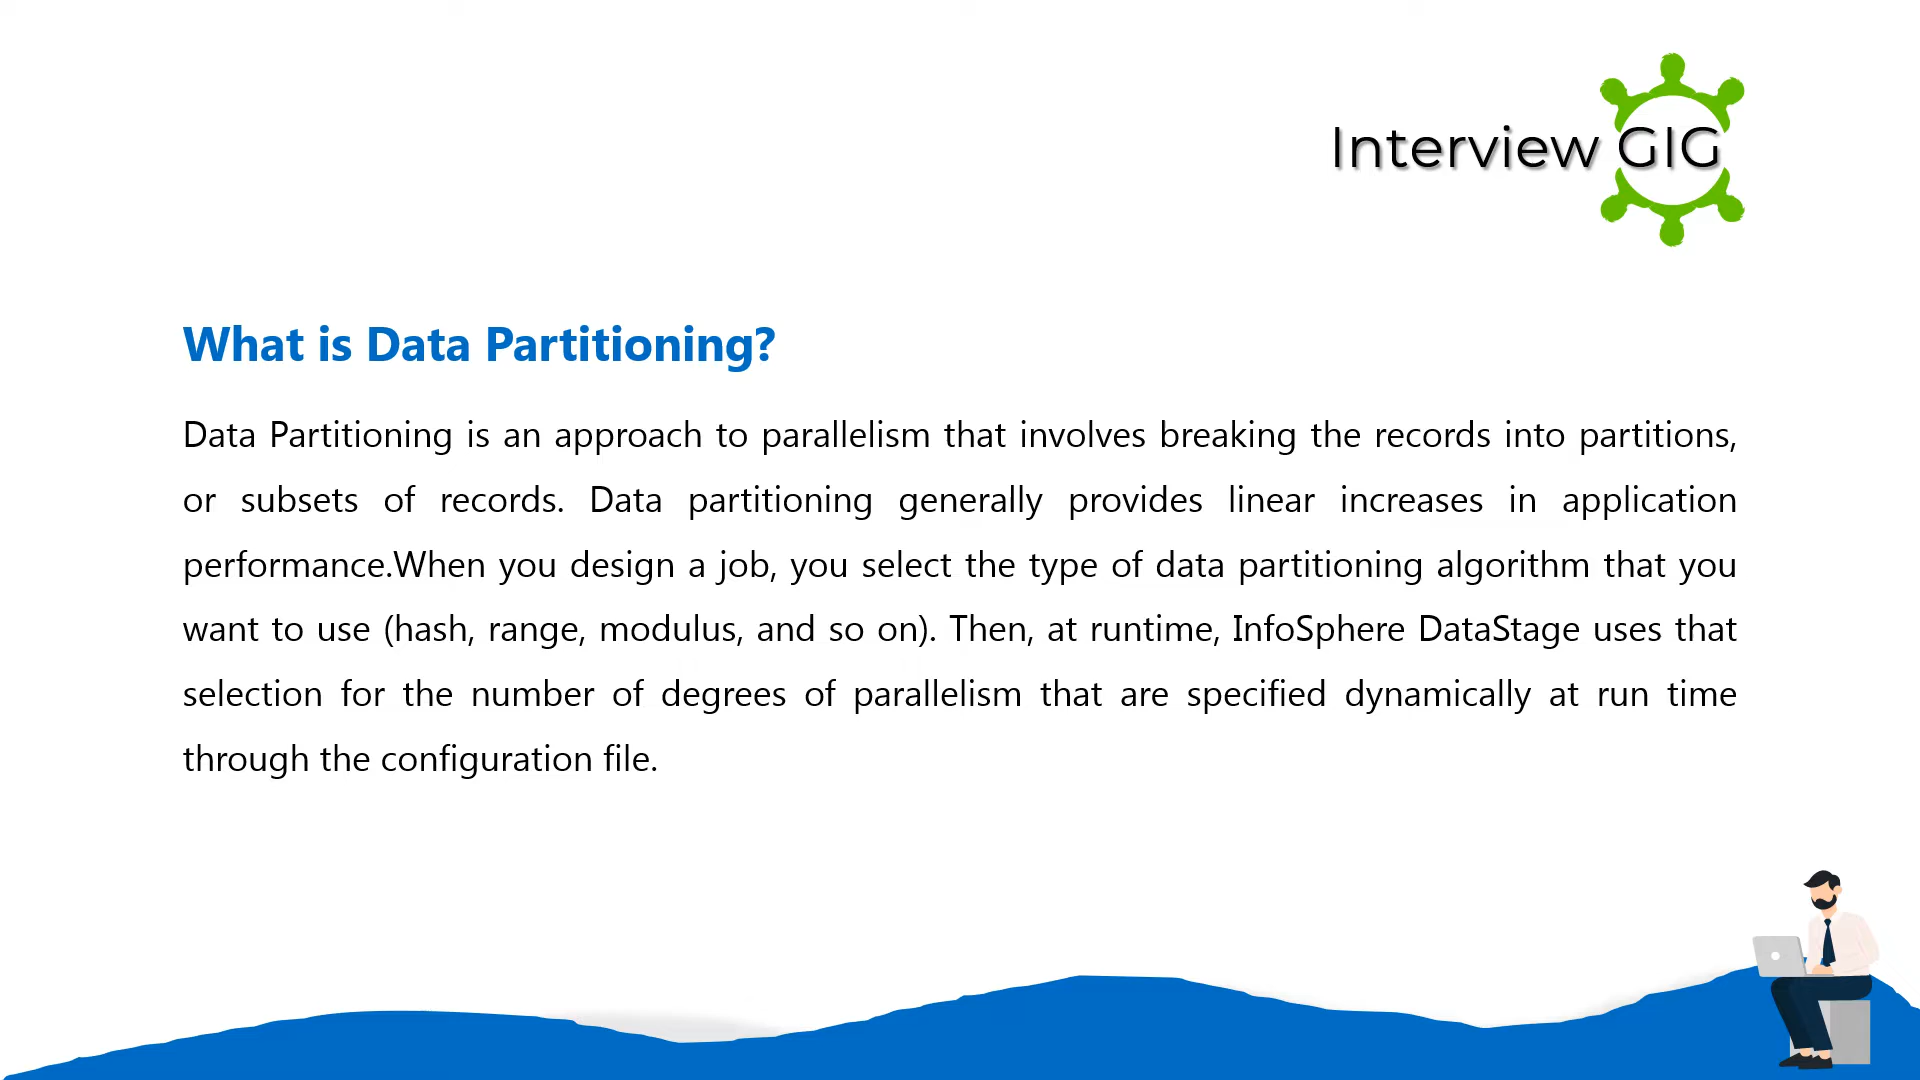 Interview GIG
What is Data Partitioning?
Data Partitioning is an approach to parallelism that involves breaking the records into partitions,
or subsets of records. Data partitioning generally provides linear increases in application
performance.When you design a job, you select the type of data partitioning algorithm that you
want to use (hash, range, modulus, and so on). Then, at runtime, InfoSphere DataStage uses that
selection for the number of degrees of parallelism that are specified dynamically at run time
through the configuration file.